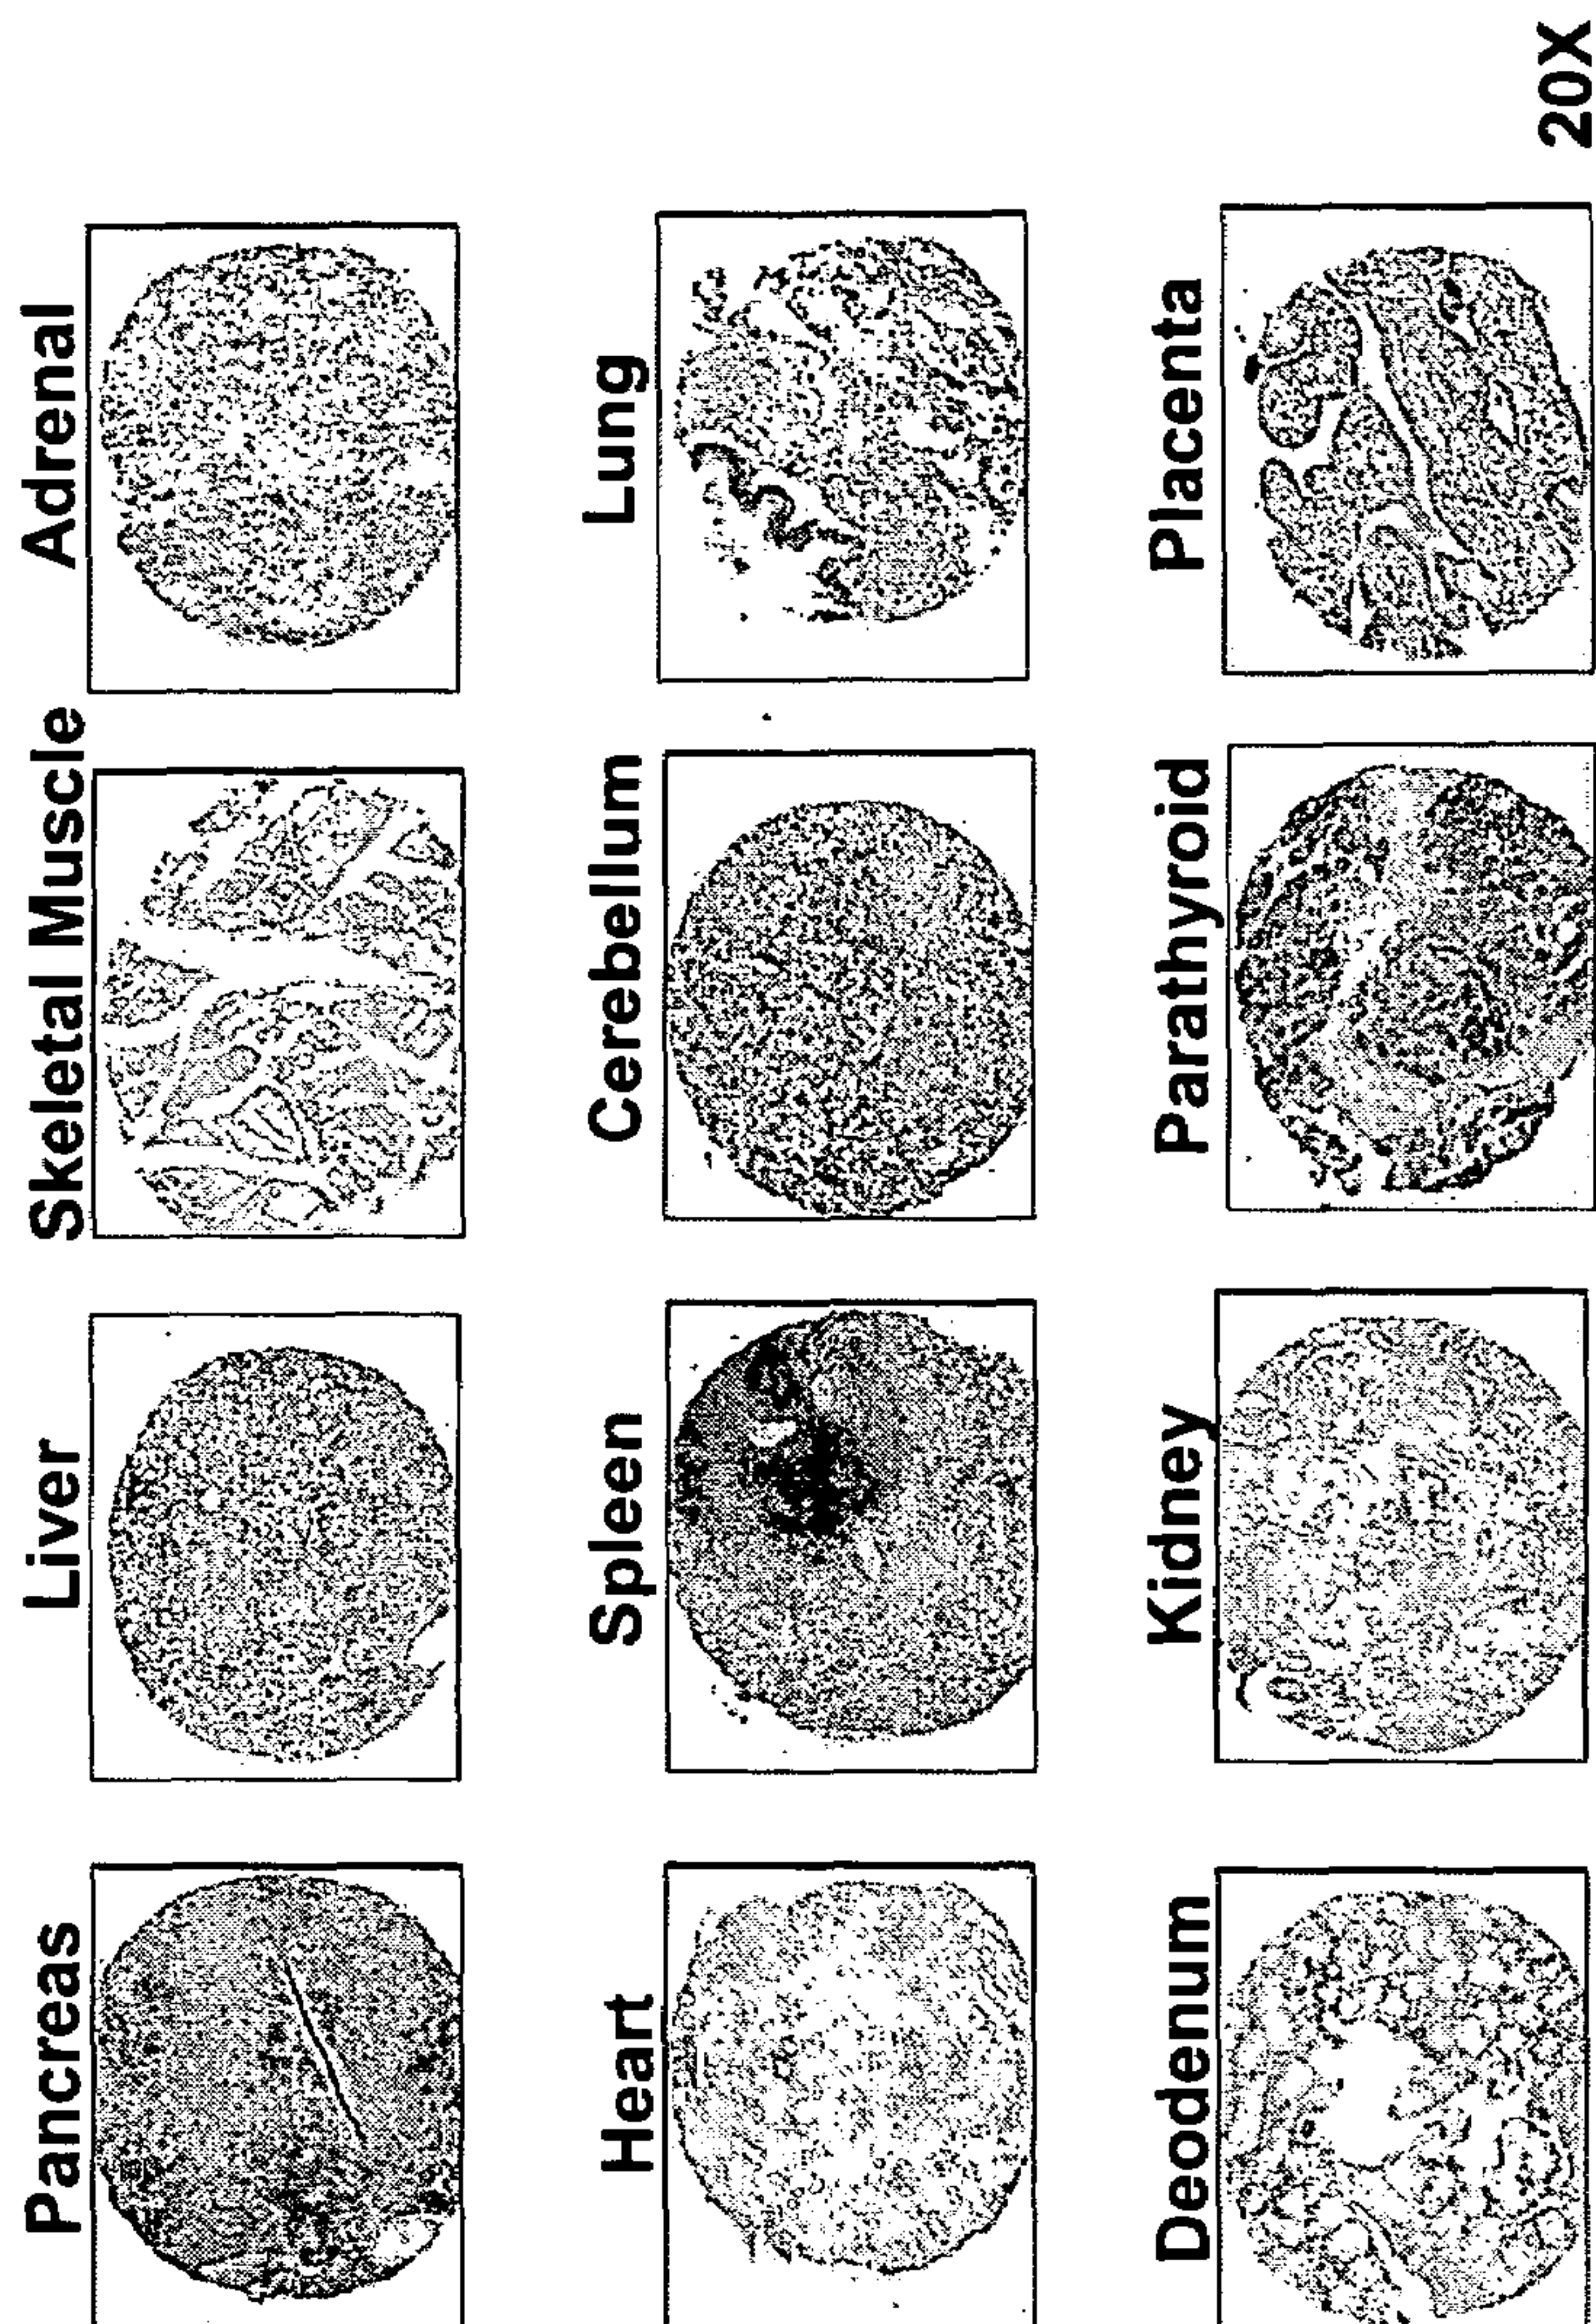 Pancreas
Liver
Skeletal Muscle
Adrenal
Heart
Spleen
Cerebellum
Lung
Deodenum
Kidney
Parathyroid
Placenta
20X